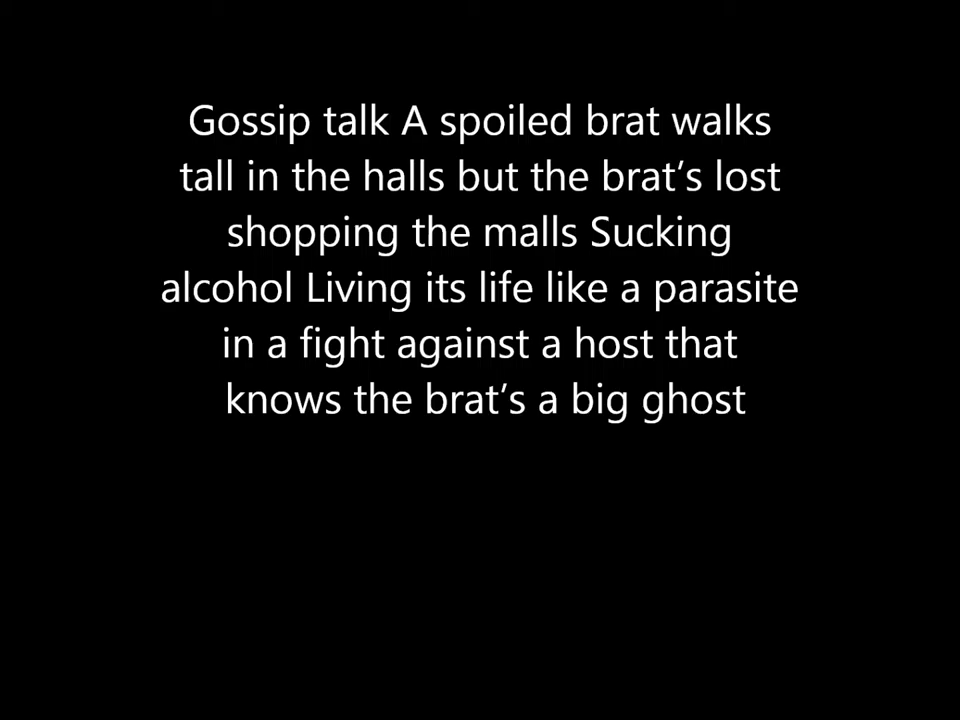 Gossip talk A spoiled brat walks
tall in the halls but the brat’s lost
shopping the malls Sucking
alcohol Living its life like a parasite
in a fight against a host that
knows the brat’s a big ghost